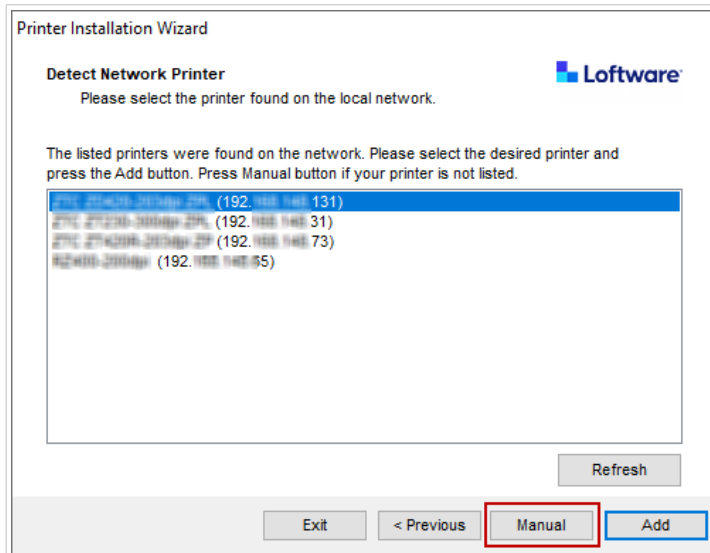 Printer Installation Wizard
Detect Network Printer
Loftware
Please select the printer found on the local network.
The listed printers were found on the network. Please select the desired printer and
press the Add button. Press Manual button if your printer is not listed.
(192. 131)
(192. 31)
(192. 73)
(192. 55)
Refresh
Exit
< Previous
Manual
Add